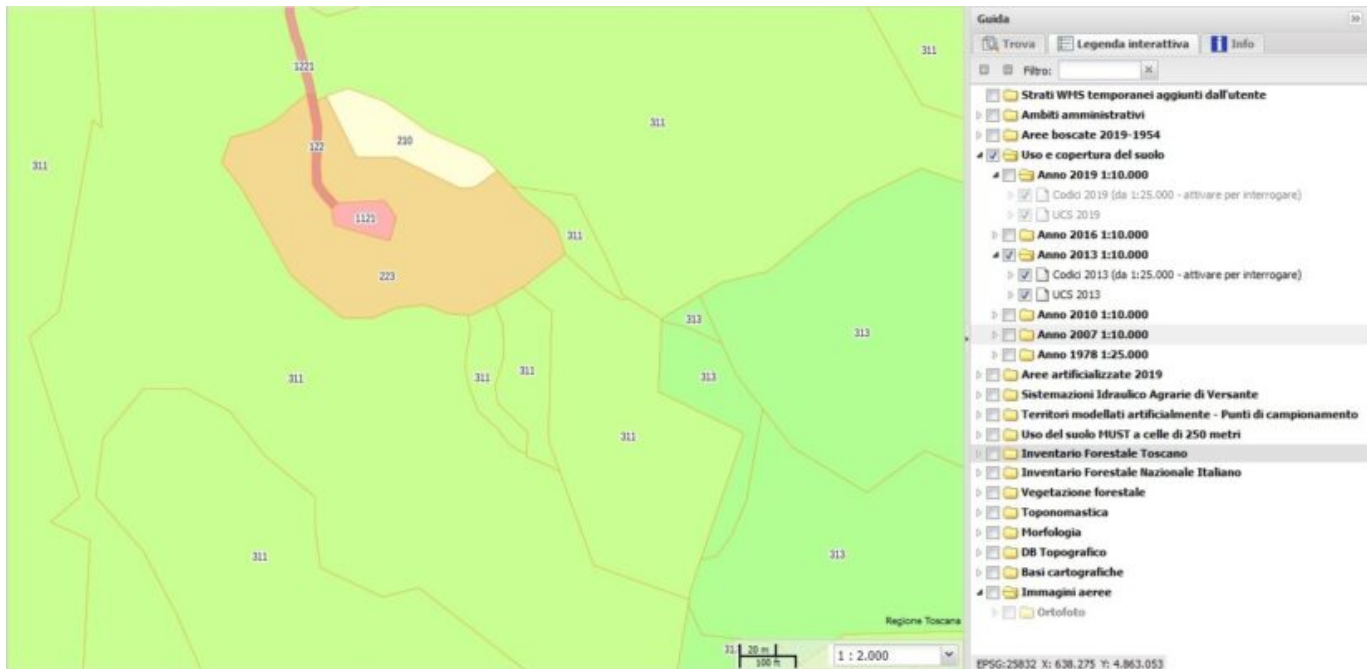 1221
311
311
210
122
311
1121
311
223
313
313
313
311
311
311
311
311
313
Regione Toscana
20 m
100 ft
1 : 2.000
Guida
Trova
Legenda interattiva
Info
Filtro:
Strati WMS temporanei aggiunti dall'utente
Ambiti amministrativi
Aree boscate 2019-1954
Uso e copertura del suolo
Anno 2019 1:10.000
Codici 2019 (da 1:25.000 - attivare per interrogare)
UCS 2019
Anno 2016 1:10.000
Anno 2013 1:10.000
Codici 2013 (da 1:25.000 - attivare per interrogare)
UCS 2013
Anno 2010 1:10.000
Anno 2007 1:10.000
Anno 1978 1:25.000
Aree artificializzate 2019
Sistemazioni Idraulico Agrarie di Versante
Territori modellati artificialmente - Punti di campionamento
Uso del suolo MUST a celle di 250 metri
Inventario Forestale Toscano
Inventario Forestale Nazionale Italiano
Vegetazione forestale
Toponomastica
Morfologia
DB Topografico
Basi cartografiche
Immagini aeree
Ortofoto
EPSG:25832 X: 638.275 Y: 4.863.053